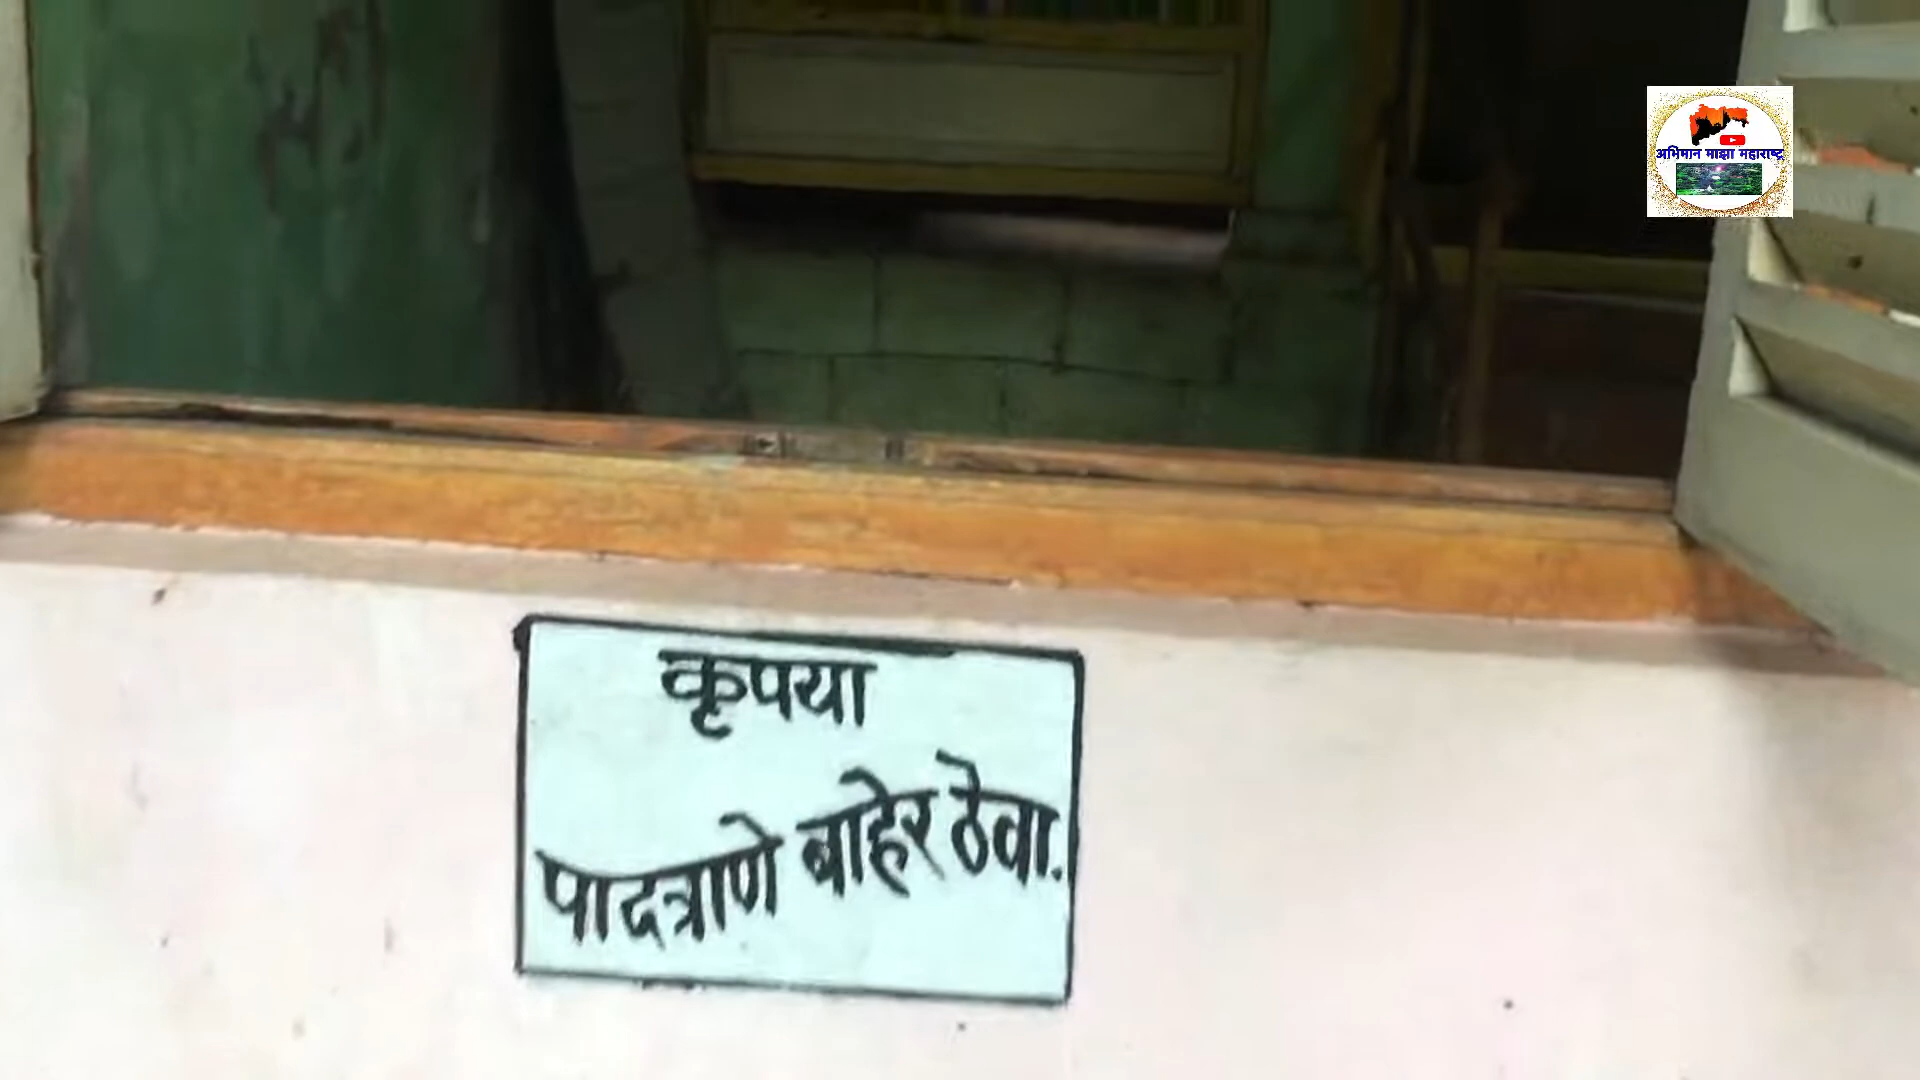 अभिमान माझा महाराष्ट्र
कृपया
पादत्राणे बाहेर ठेवा.